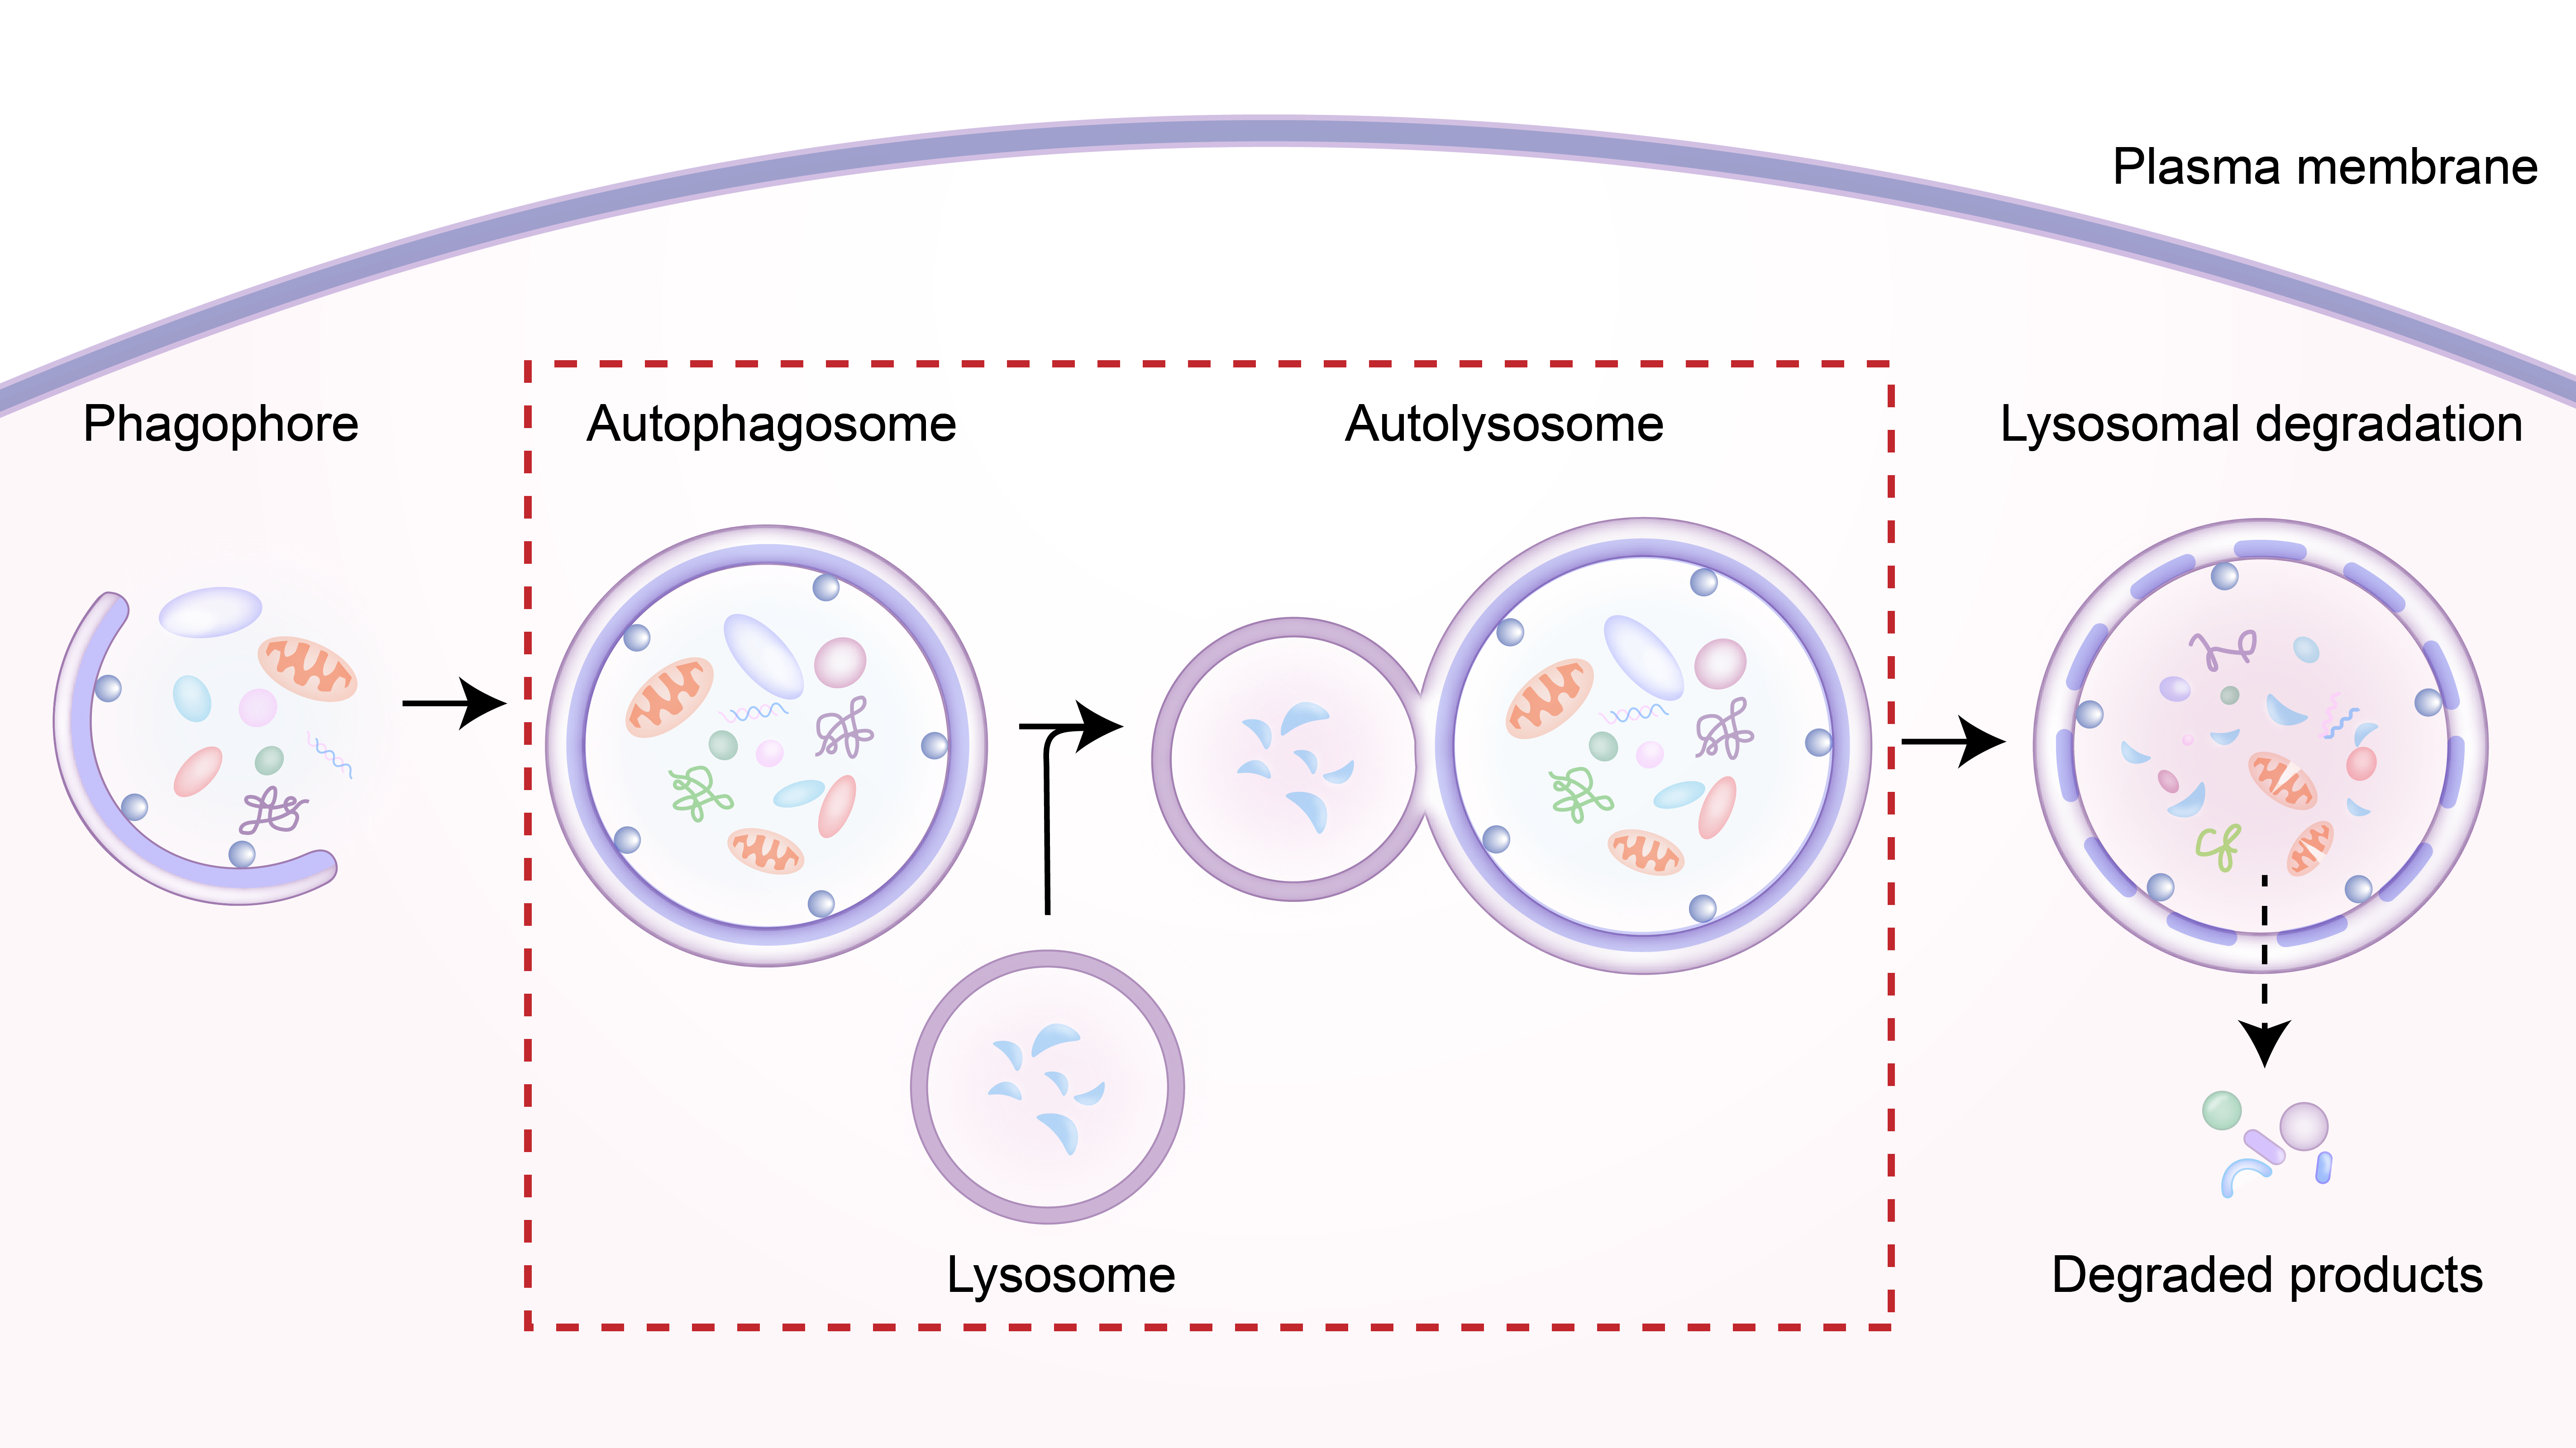 Plasma membrane
Phagophore
Autophagosome
Autolysosome
Lysosomal degradation
Lysosome
Degraded products